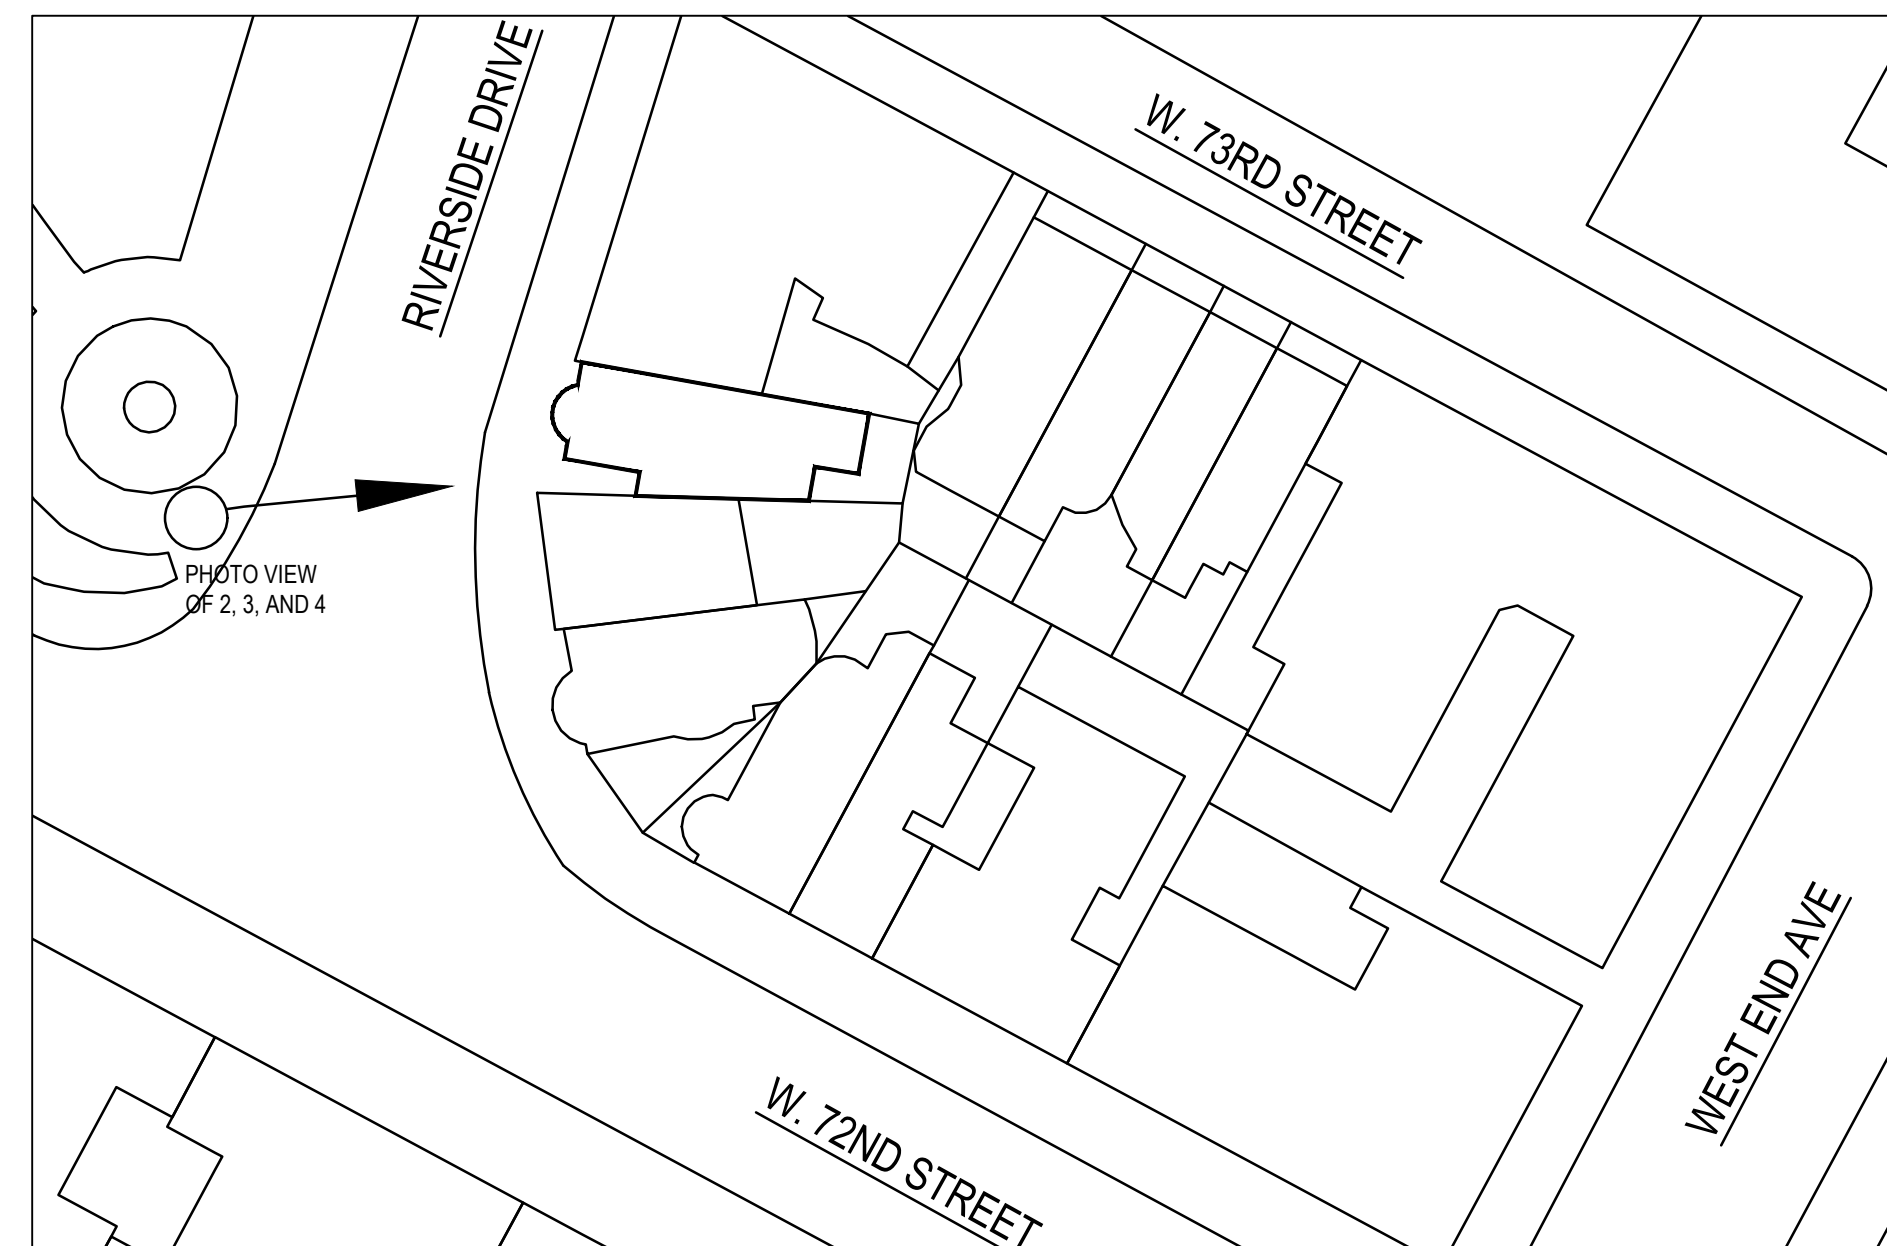 RIVERSIDE DRIVE
W. 73RD STREET
PHOTO VIEW
OF 2, 3, AND 4
WEST END AVE
W. 72ND STREET